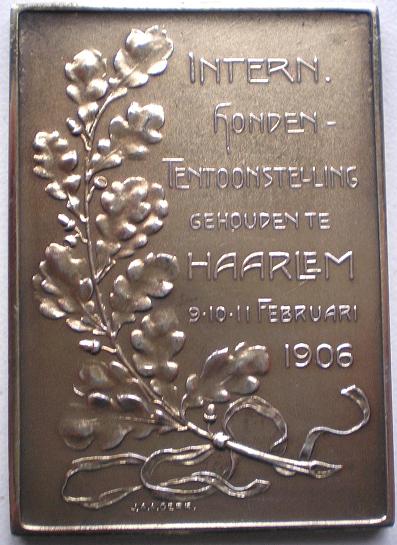 INTERN.
HONDEN-
TENTOONSTELLING
GEHOUDEN TE
HAARLEM
9·10·11 FEBRUARI
1906